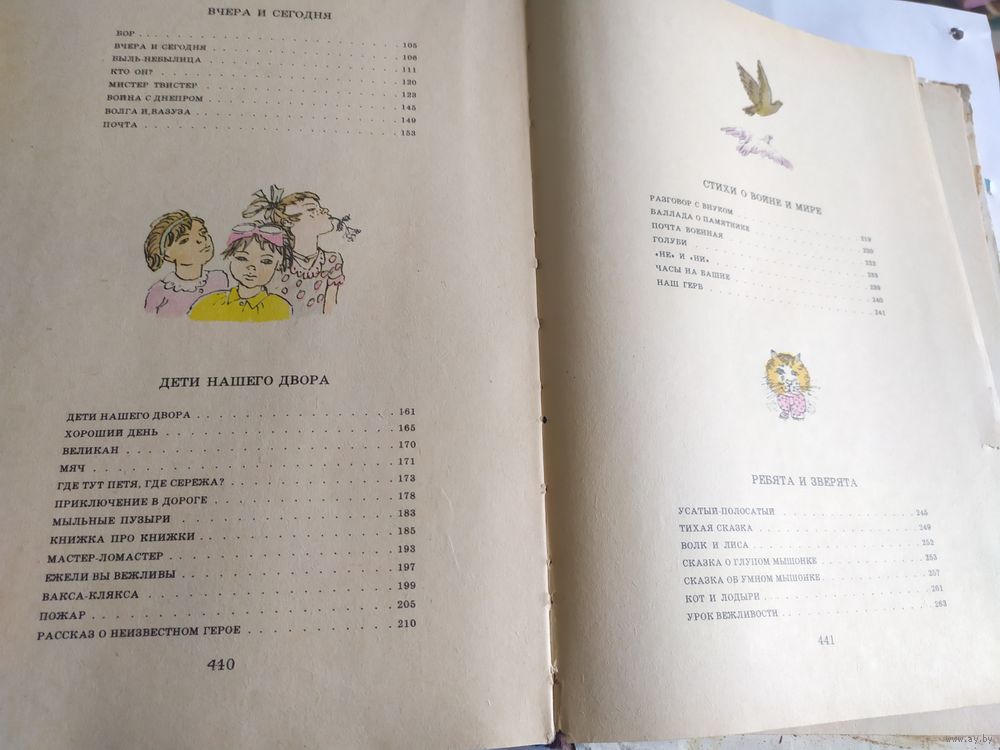 ВЧЕРА И СЕГОДНЯ
БОР . . . . . . . . . . . . . . . . . . . . 105
ВЧЕРА И СЕГОДНЯ . . . . . . . . . . . . . . . 106
БЫЛЬ-НЕБЫЛИЦА . . . . . . . . . . . . . . . 111
КТО ОН? . . . . . . . . . . . . . . . . . . 120
МИСТЕР ТВИСТЕР . . . . . . . . . . . . . . . 123
ВОЙНА С ДНЕПРОМ . . . . . . . . . . . . . . . 145
ВОЛГА И ВАЗУЗА . . . . . . . . . . . . . . . 149
ПОЧТА . . . . . . . . . . . . . . . . . . . 153
ДЕТИ НАШЕГО ДВОРА
ДЕТИ НАШЕГО ДВОРА . . . . . . . . . . . 161
ХОРОШИЙ ДЕНЬ . . . . . . . . . . . . . 165
ВЕЛИКАН . . . . . . . . . . . . . . . 170
МЯЧ . . . . . . . . . . . . . . . . . 171
ГДЕ ТУТ ПЕТЯ, ГДЕ СЕРЕЖА? . . . . . . . . . 173
ПРИКЛЮЧЕНИЕ В ДОРОГЕ . . . . . . . . . . 178
МЫЛЬНЫЕ ПУЗЫРИ . . . . . . . . . . . . 183
КНИЖКА ПРО КНИЖКИ . . . . . . . . . . . 185
МАСТЕР-ЛОМАСТЕР . . . . . . . . . . . . 193
ЕЖЕЛИ ВЫ ВЕЖЛИВЫ . . . . . . . . . . . 197
ВАКСА-КЛЯКСА . . . . . . . . . . . . . 199
ПОЖАР . . . . . . . . . . . . . . . . 205
РАССКАЗ О НЕИЗВЕСТНОМ ГЕРОЕ . . . . . . . . 210
440
СТИХИ О ВОЙНЕ И МИРЕ
РАЗГОВОР С ВНУКОМ . . . . . . . . . . 219
БАЛЛАДА О ПАМЯТНИКЕ . . . . . . . . . 220
ПОЧТА ВОЕННАЯ . . . . . . . . . . . 222
ГОЛУБИ . . . . . . . . . . . . . . 233
«НЕ» И «НИ» . . . . . . . . . . . . 239
ЧАСЫ НА БАШНЕ . . . . . . . . . . . 240
НАШ ГЕРБ . . . . . . . . . . . . . 241
РЕБЯТА И ЗВЕРЯТА
УСАТЫЙ-ПОЛОСАТЫЙ . . . . . . . . . . 245
ТИХАЯ СКАЗКА . . . . . . . . . . . . 249
ВОЛК И ЛИСА . . . . . . . . . . . . 252
СКАЗКА О ГЛУПОМ МЫШОНКЕ . . . . . . . . 253
СКАЗКА ОБ УМНОМ МЫШОНКЕ . . . . . . . . 257
КОТ И ЛОДЫРИ . . . . . . . . . . . . 261
УРОК ВЕЖЛИВОСТИ . . . . . . . . . . . 263
441
www.ay.by